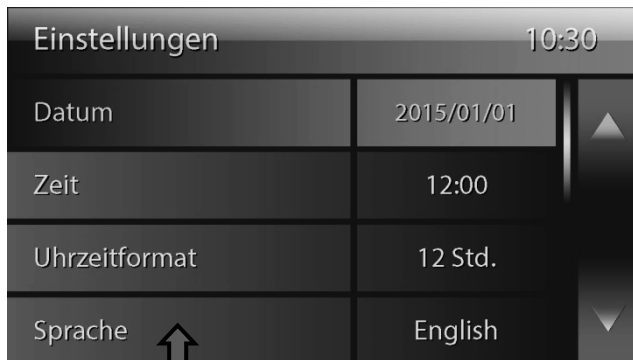 Einstellungen 10:30
Datum 2015/01/01
Zeit 12:00
Uhrzeitformat 12 Std.
Sprache English